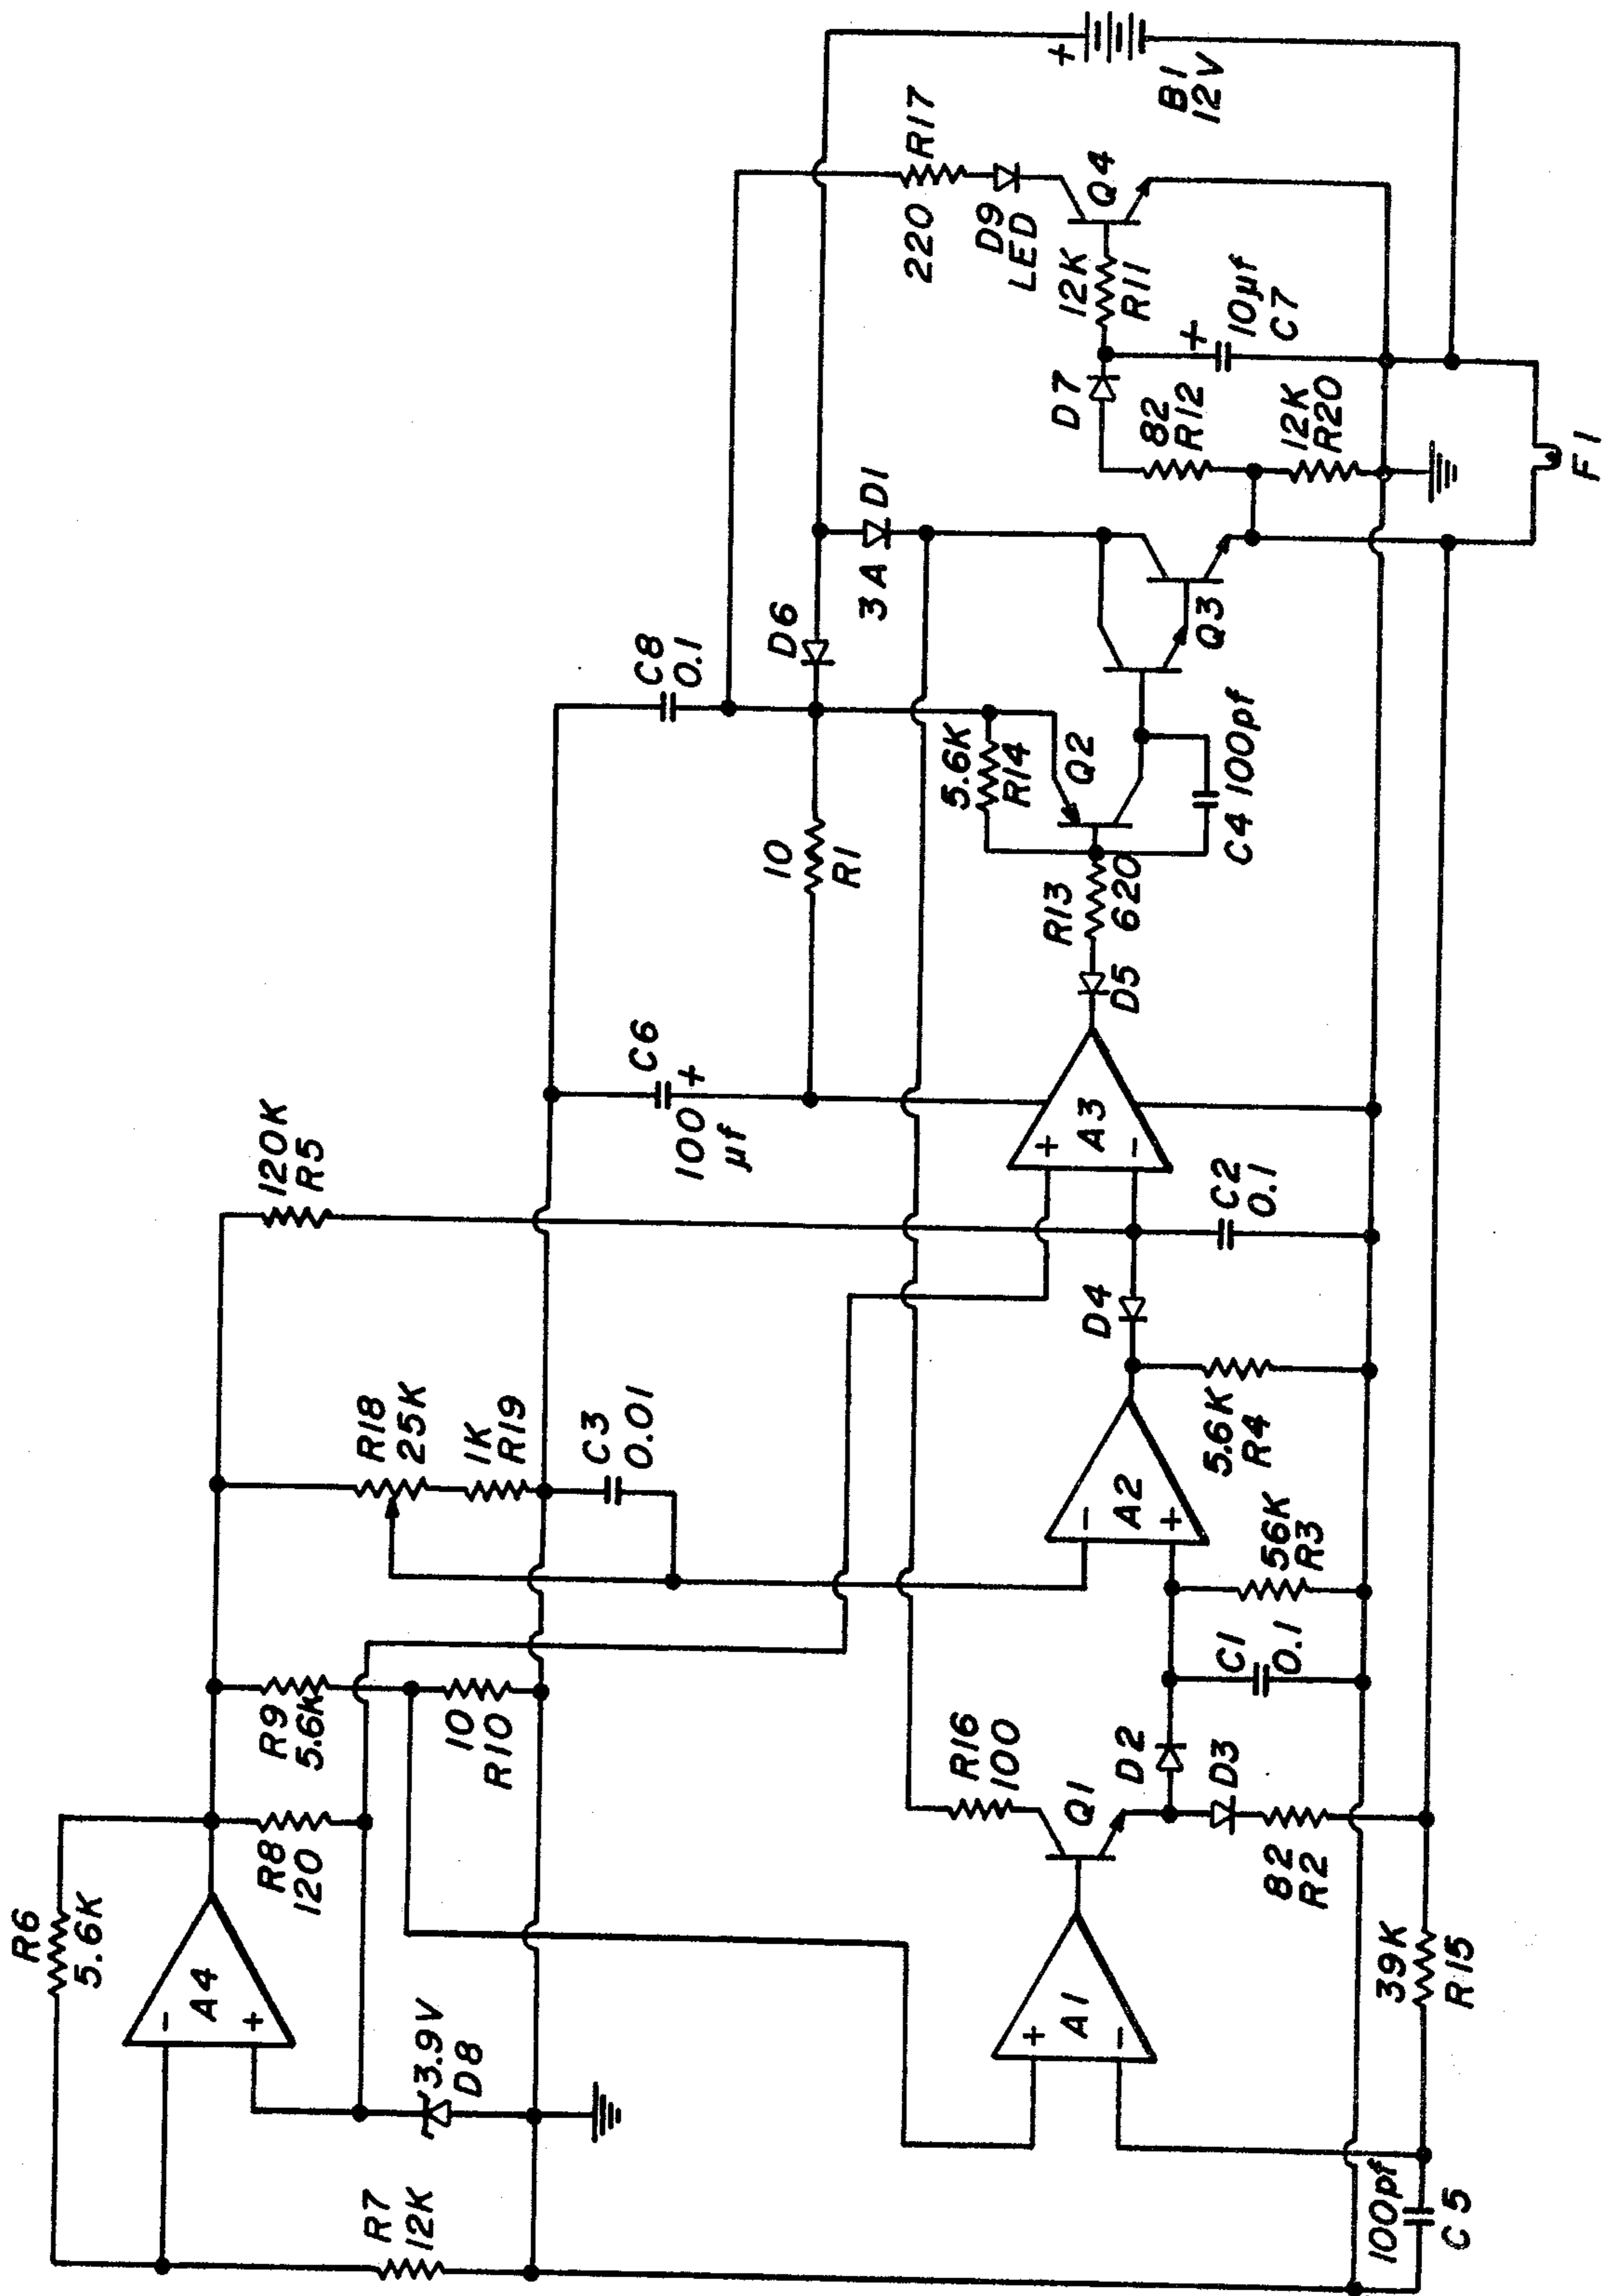 R6
5.6K
A4
-
+
R8
120
R9
5.6K
R7
12K
3.9V
D8
10
R10
R18
25K
1K
R19
120K
R5
C3
0.01
C6
100
+
µf
C8
0.1
10
R1
D6
3A
D1
220
R17
D9
LED
12K
R11
Q4
+
B1
12V
D7
82
R12
+
10µf
C7
12K
R20
F1
Q3
5.6K
R14
Q2
C4
100pf
R13
620
D5
A3
+
-
C2
0.1
D4
5.6K
R4
A2
-
+
56K
R3
C1
0.1
R16
100
Q1
D2
D3
82
R2
A1
+
-
39K
R15
100pf
C5